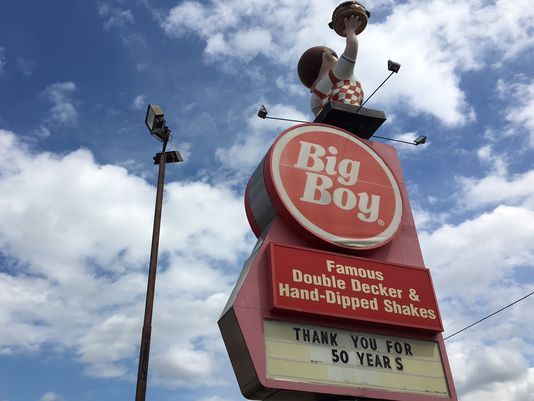 Big
Boy
®
Famous
Double Decker &
Hand-Dipped Shakes
THANK YOU FOR
50 YEARS